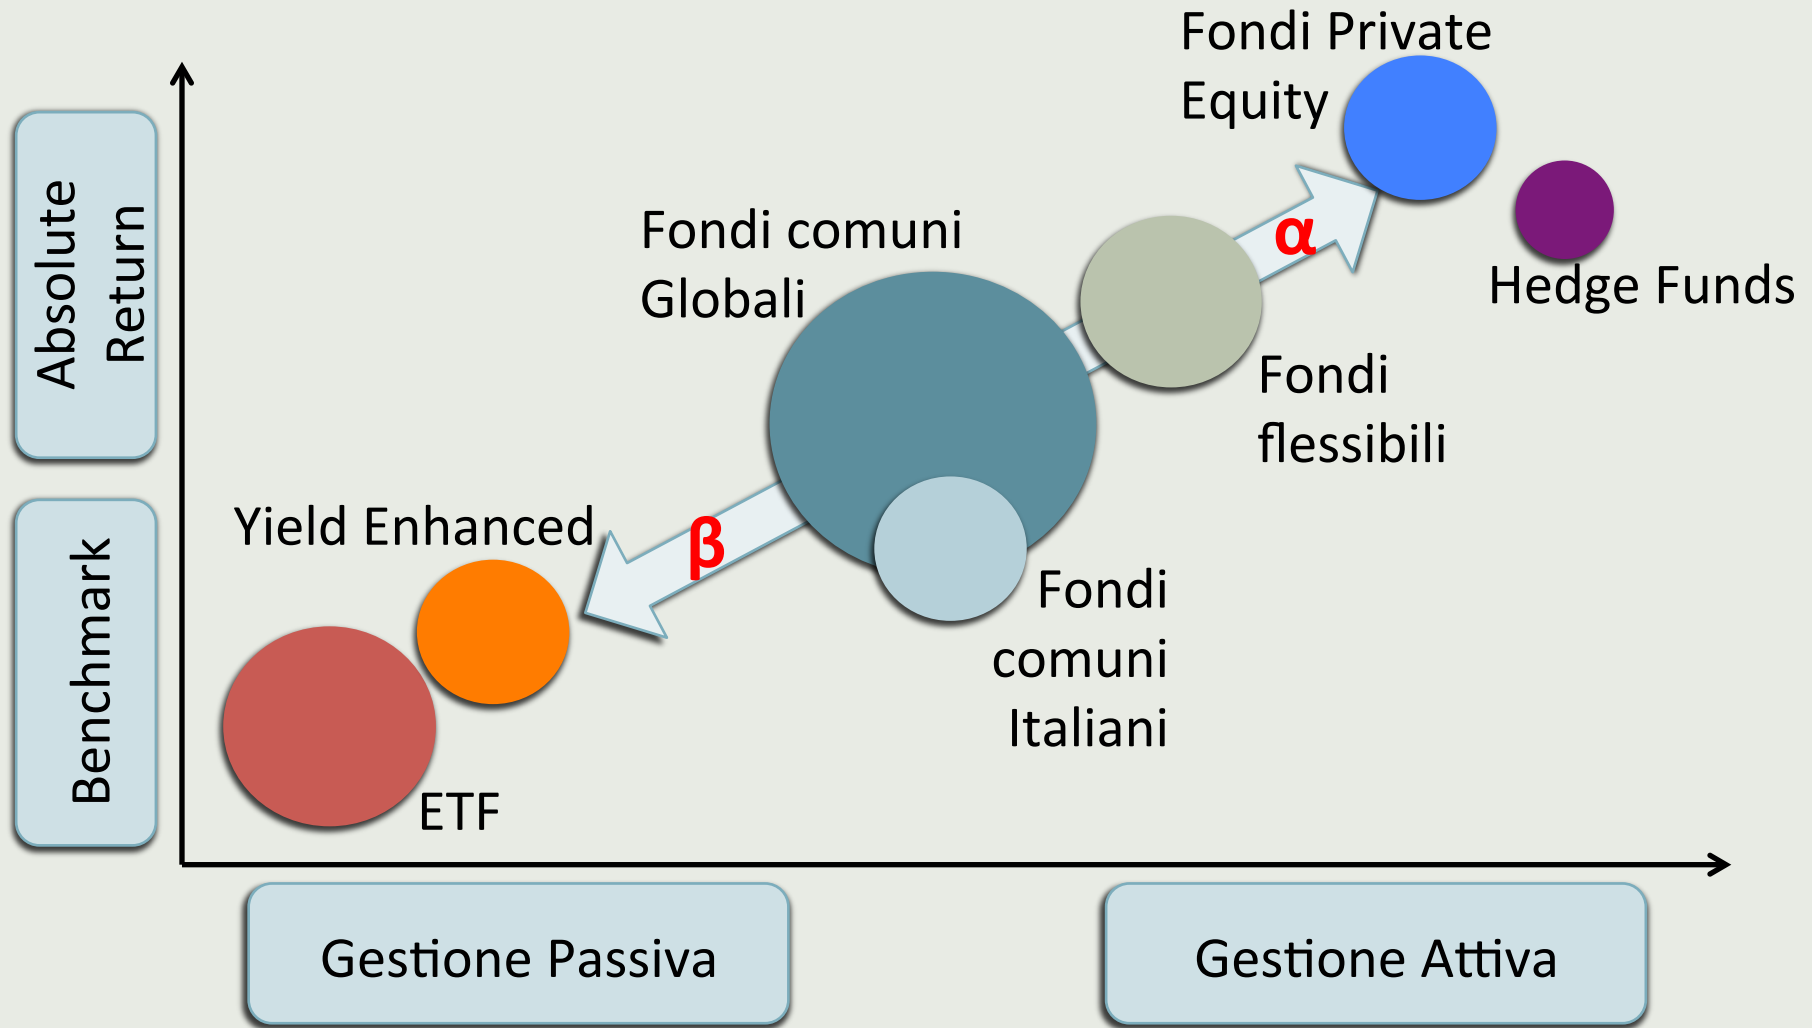 Fondi Private
Equity
Absolute
Return
Fondi comuni
Globali
α
Hedge Funds
Fondi
flessibili
Yield Enhanced
β
Benchmark
Fondi
comuni
Italiani
ETF
Gestione Passiva
Gestione Attiva